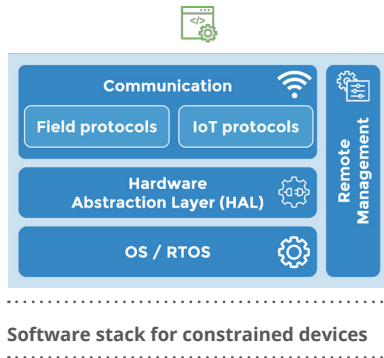 </>
Communication
Field protocols
IoT protocols
Hardware
Abstraction Layer (HAL)
OS / RTOS
Remote
Management
Software stack for constrained devices